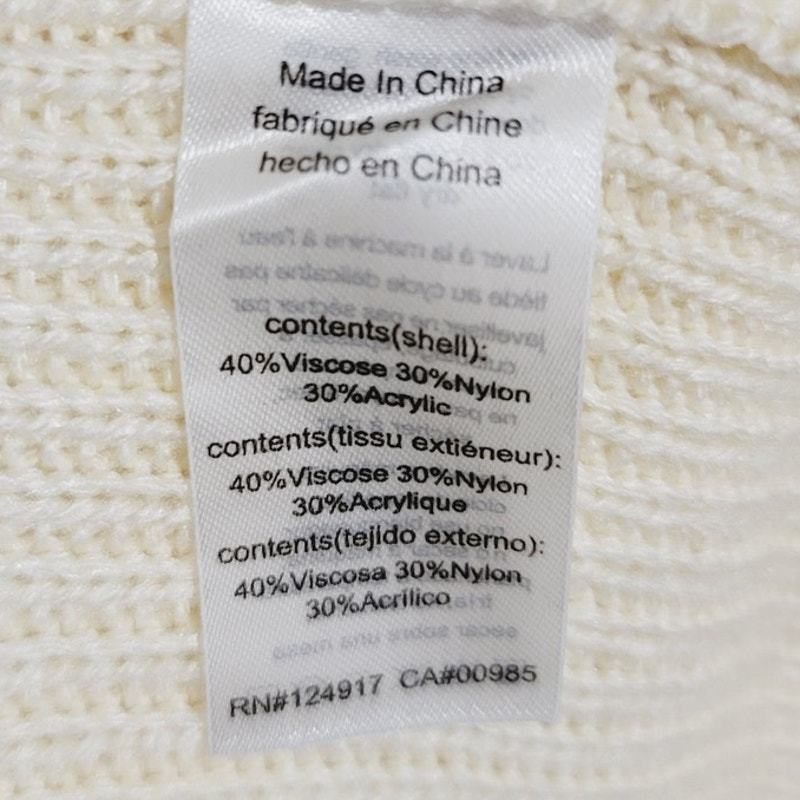 Made In China
fabriqué en Chine
hecho en China
contents(shell):
40%Viscose 30%Nylon
30%Acrylic
contents(tissu extiéneur):
40%Viscose 30%Nylon
30%Acrylique
contents(tejido externo):
40%Viscosa 30%Nylon
30%Acrílico
RN#124917 CA#00985